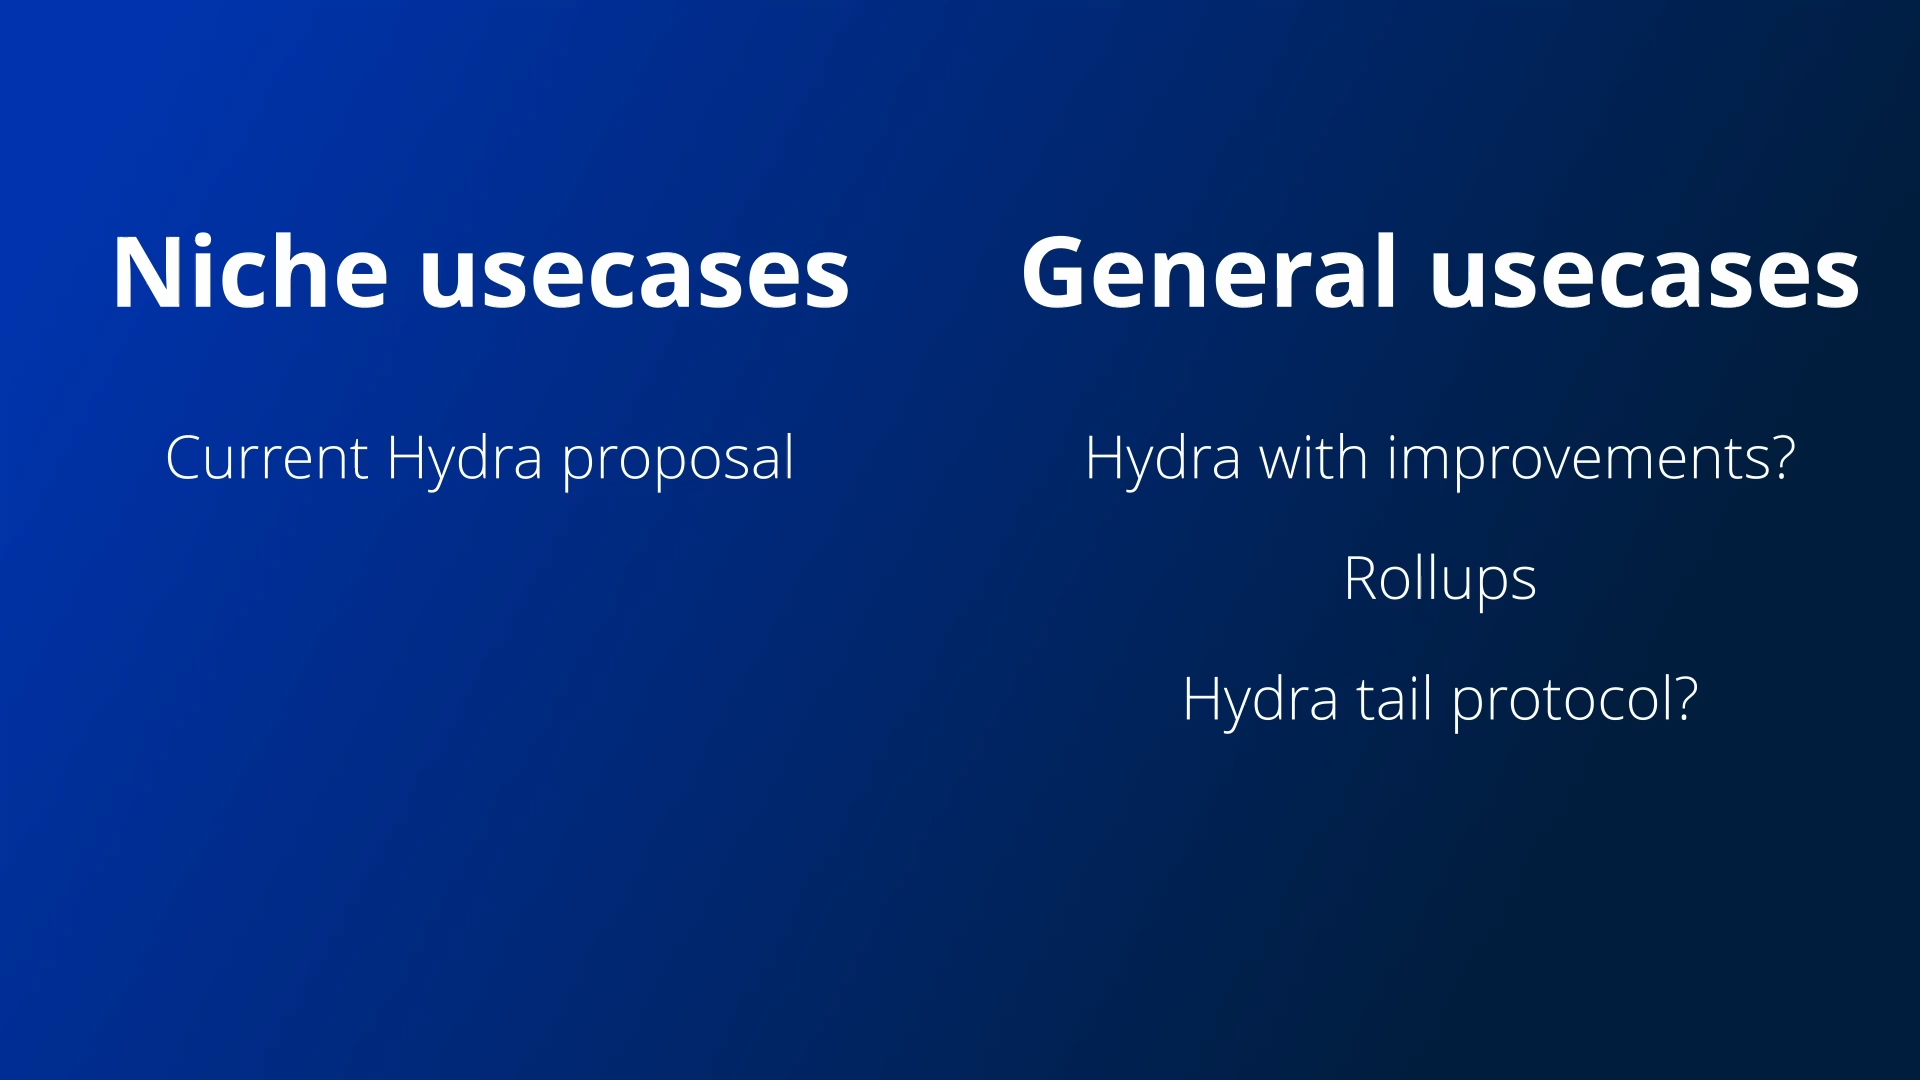 Niche usecases
Current Hydra proposal
General usecases
Hydra with improvements?
Rollups
Hydra tail protocol?